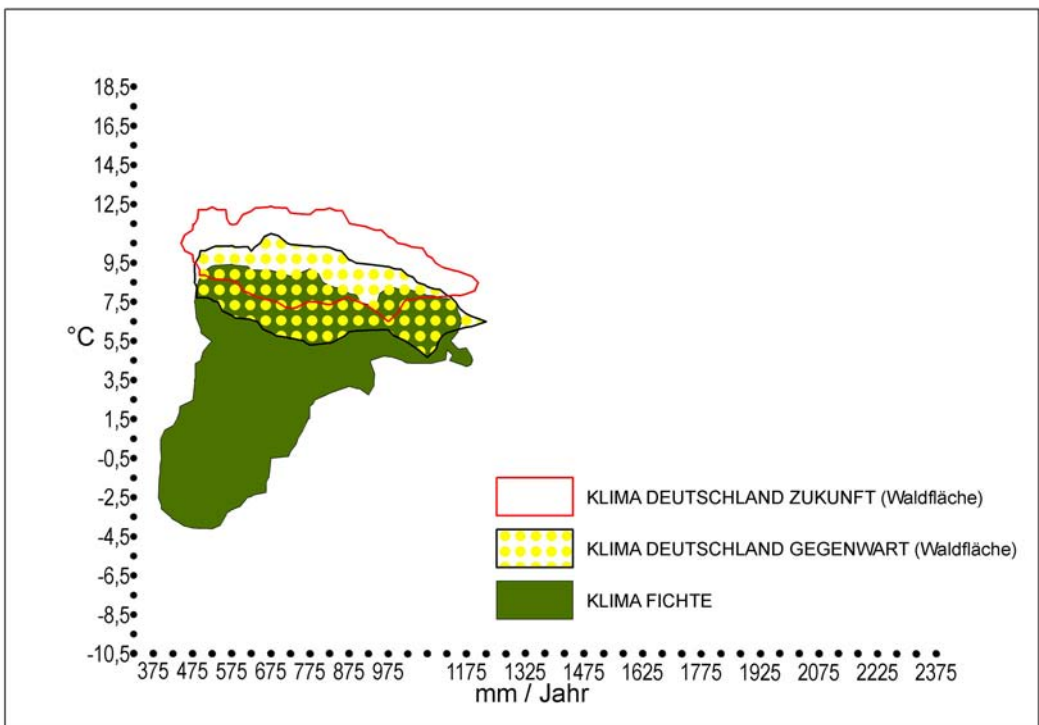 18,5
16,5
14,5
12,5
9,5
7,5
°C
5,5
3,5
1,5
-0,5
-2,5
-4,5
-6,5
-8,5
-10,5
KLIMA DEUTSCHLAND ZUKUNFT (Waldfläche)
KLIMA DEUTSCHLAND GEGENWART (Waldfläche)
KLIMA FICHTE
375 475 575 675 775 875 975 1175 1325 1475 1625 1775 1925 2075 2225 2375
mm / Jahr